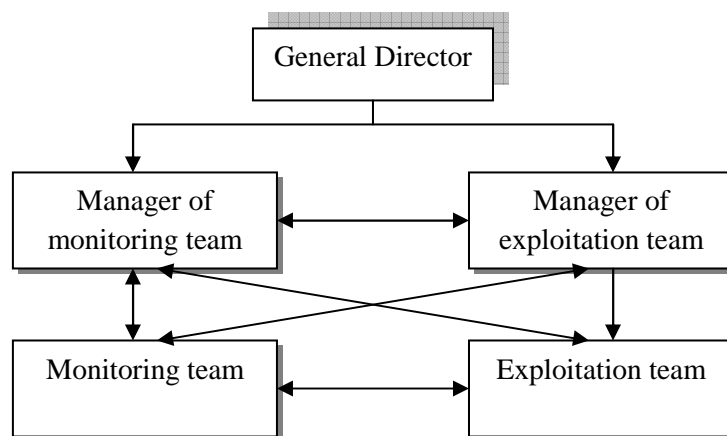 General Director
Manager of
monitoring team
Manager of
exploitation team
Monitoring team
Exploitation team